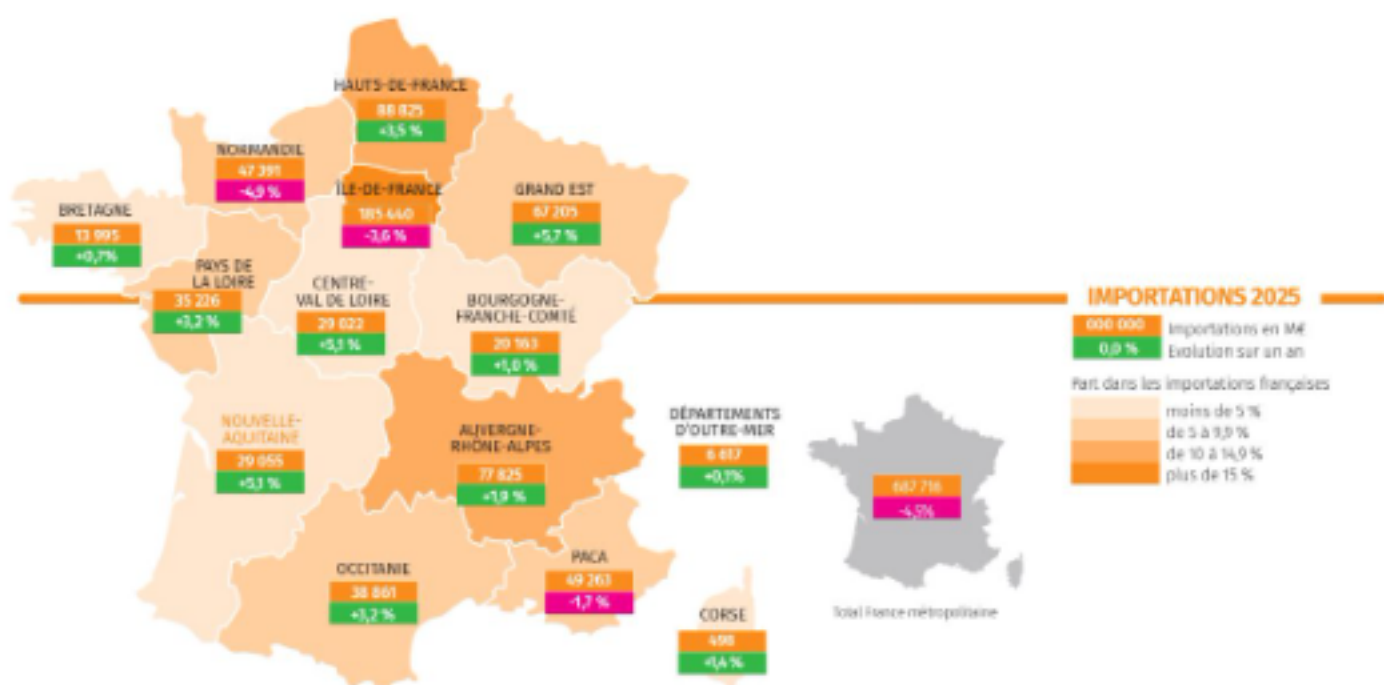 HAUTS-DE-FRANCE
88 825
+3,5 %
NORMANDIE
47 391
-4,9 %
ÎLE-DE-FRANCE
185 440
-3,6 %
GRAND EST
67 205
+5,7 %
BRETAGNE
13 995
+0,7%
PAYS DE
LA LOIRE
35 226
+3,2 %
CENTRE-
VAL DE LOIRE
29 022
+5,1 %
BOURGOGNE-
FRANCHE-COMTÉ
20 163
+1,0 %
IMPORTATIONS 2025
000 000
Importations en M€
0,0 %
Evolution sur un an
Part dans les importations françaises
moins de 5 %
de 5 à 9,9 %
de 10 à 14,9 %
plus de 15 %
NOUVELLE-
AQUITAINE
29 055
+5,1 %
AUVERGNE-
RHÔNE-ALPES
77 825
+1,9 %
DÉPARTEMENTS
D'OUTRE-MER
6 617
+0,1%
687 716
-4,5%
Total France métropolitaine
OCCITANIE
38 861
+3,2 %
PACA
49 263
-1,7 %
CORSE
498
+1,4 %